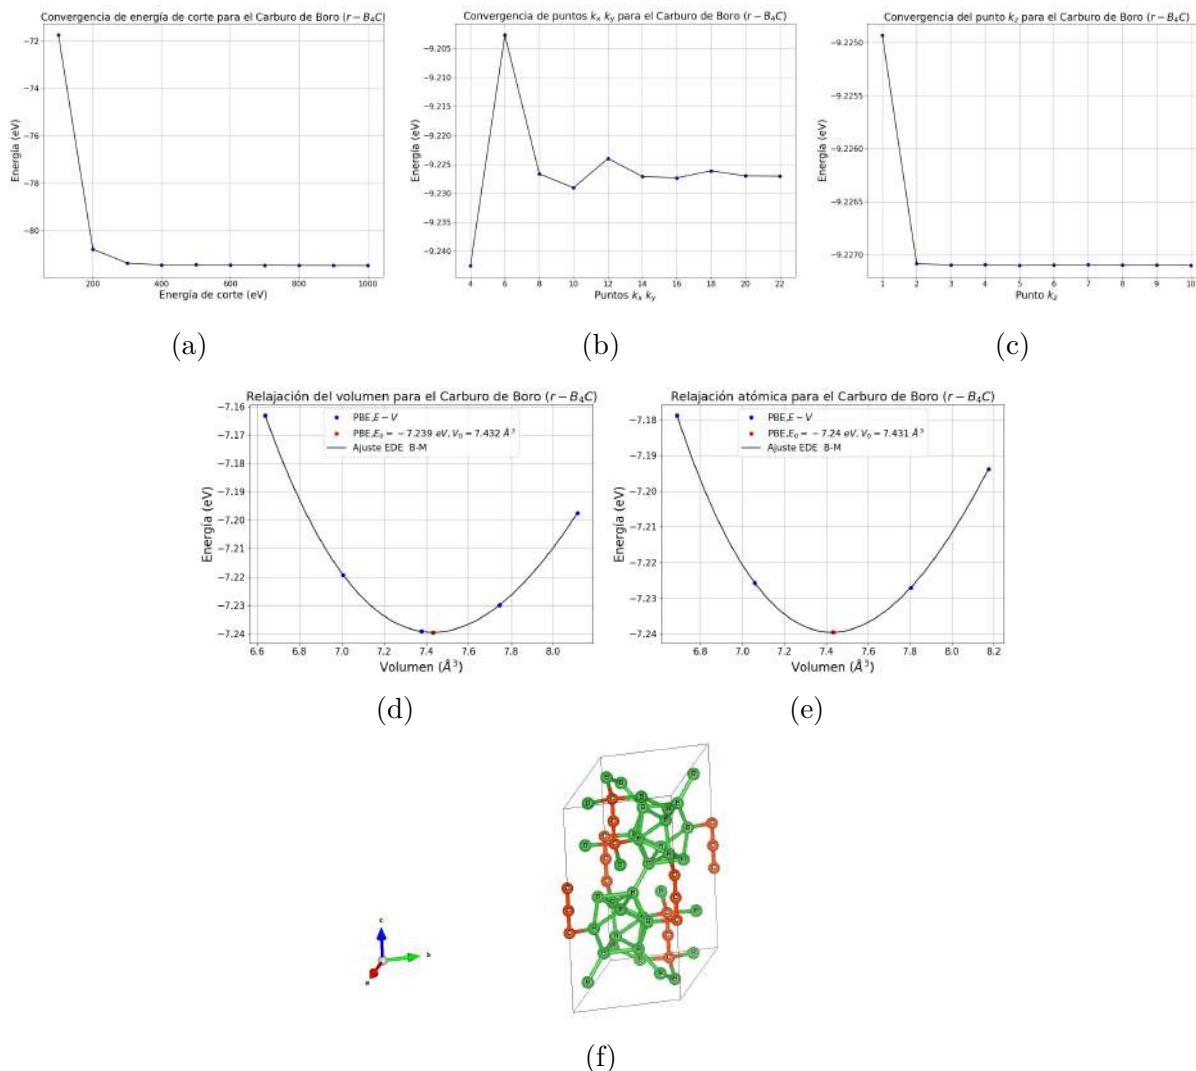 Convergencia de energía de corte para el Carburo de Boro (r − B₄C)
−72
−74
−76
−78
−80
Energía (eV)
200 400 600 800 1000
Energía de corte (eV)
(a)
Convergencia de puntos kₓ kᵧ para el Carburo de Boro (r − B₄C)
−9.205
−9.210
−9.215
−9.220
−9.225
−9.230
−9.235
−9.240
Energía (eV)
4 6 8 10 12 14 16 18 20 22
Puntos kₓ kᵧ
(b)
Convergencia del punto k_z para el Carburo de Boro (r − B₄C)
−9.2250
−9.2255
−9.2260
−9.2265
−9.2270
Energía (eV)
1 2 3 4 5 6 7 8 9 10
Punto k_z
(c)
Relajación del volumen para el Carburo de Boro (r − B₄C)
PBE,E − V
PBE,E₀ = −7.239 eV, V₀ = 7.432 Å³
Ajuste EDE B-M
−7.16
−7.17
−7.18
−7.19
−7.20
−7.21
−7.22
−7.23
−7.24
Energía (eV)
6.6 6.8 7.0 7.2 7.4 7.6 7.8 8.0
Volumen (Å³)
(d)
Relajación atómica para el Carburo de Boro (r − B₄C)
PBE,E − V
PBE,E₀ = −7.24 eV, V₀ = 7.431 Å³
Ajuste EDE B-M
−7.18
−7.19
−7.20
−7.21
−7.22
−7.23
−7.24
Energía (eV)
6.8 7.0 7.2 7.4 7.6 7.8 8.0 8.2
Volumen (Å³)
(e)
c
b
a
(f)